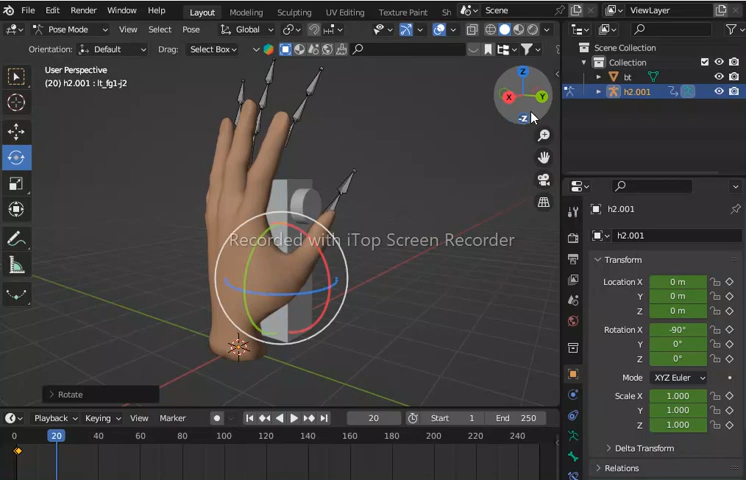 File Edit Render Window Help Layout Modeling Sculpting UV Editing Texture Paint Sh Scene ViewLayer
Pose Mode View Select Pose Global
Orientation: Default Drag: Select Box
User Perspective
(20) h2.001 : lt_fg1-j2
Z
X
Y
-Z
Scene Collection
Collection
bt
h2.001
h2.001
h2.001
Transform
Location X 0 m
Y 0 m
Z 0 m
Rotation X -90°
Y 0°
Z 0°
Mode XYZ Euler
Scale X 1.000
Y 1.000
Z 1.000
Delta Transform
Relations
Recorded with iTop Screen Recorder
Rotate
Playback Keying View Marker 20 Start 1 End 250
0 20 40 60 80 100 120 140 160 180 200 220 240